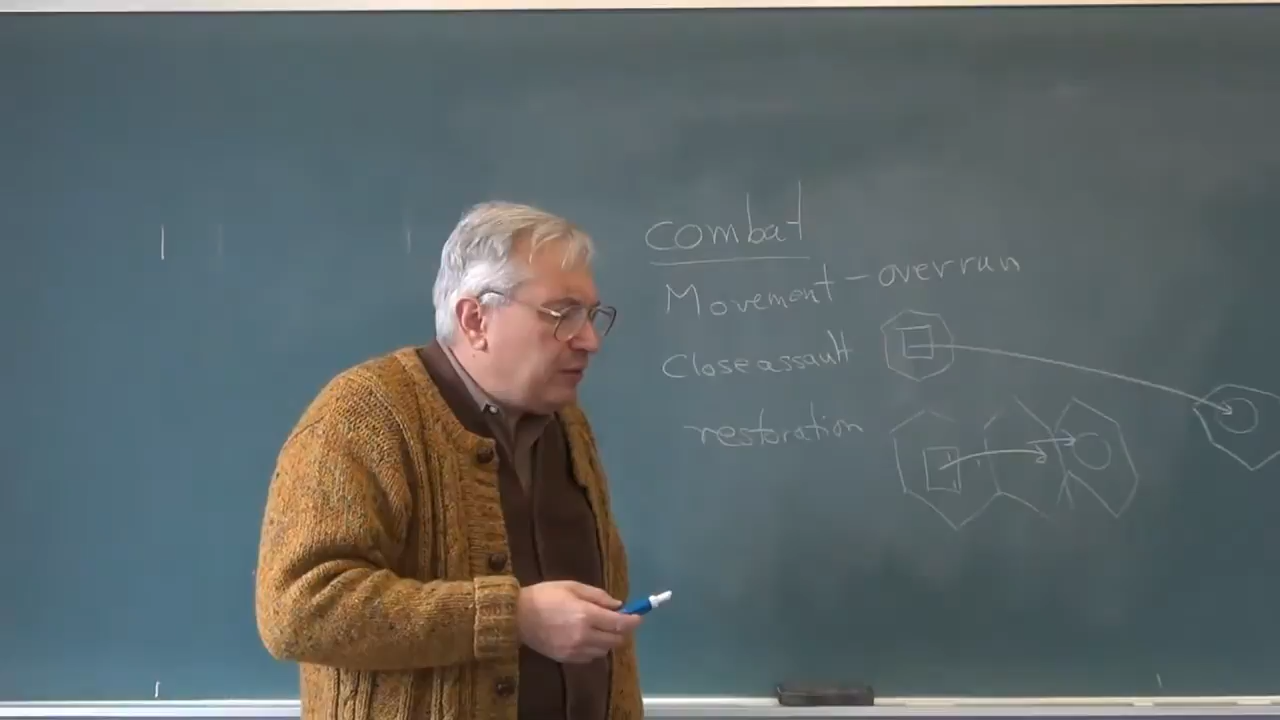 combat
Movement - overrun
Close assault
restoration